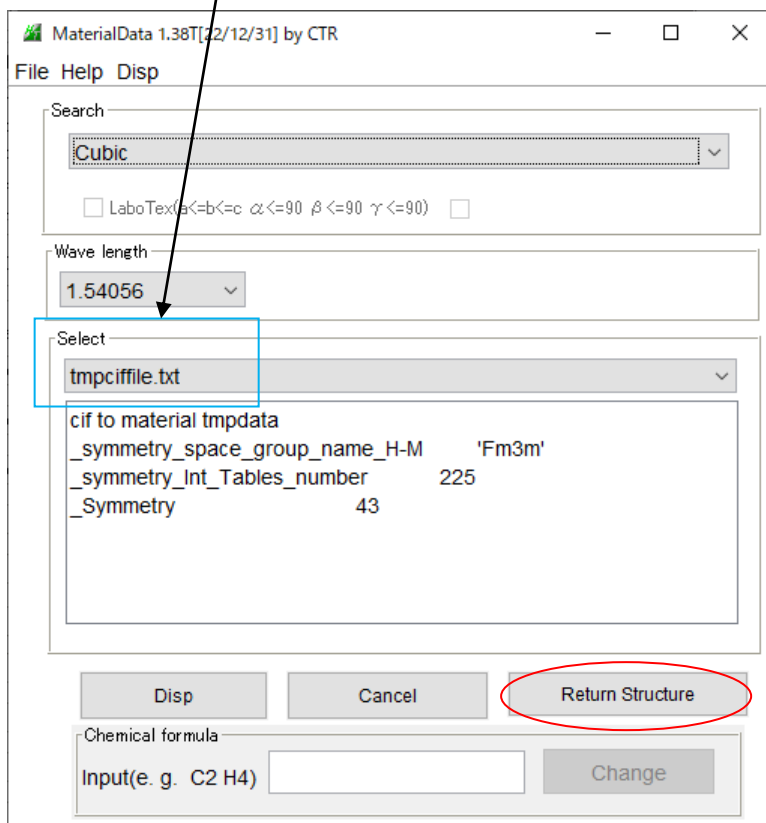 MaterialData 1.38T[22/12/31] by CTR
File Help Disp
Search
Cubic
LaboTex(a<=b<=c α<=90 β<=90 γ<=90)
Wave length
1.54056
Select
tmpciffile.txt
cif to material tmpdata
_symmetry_space_group_name_H-M 'Fm3m'
_symmetry_Int_Tables_number 225
_Symmetry 43
Disp Cancel Return Structure
Chemical formula
Input(e. g. C2 H4) Change